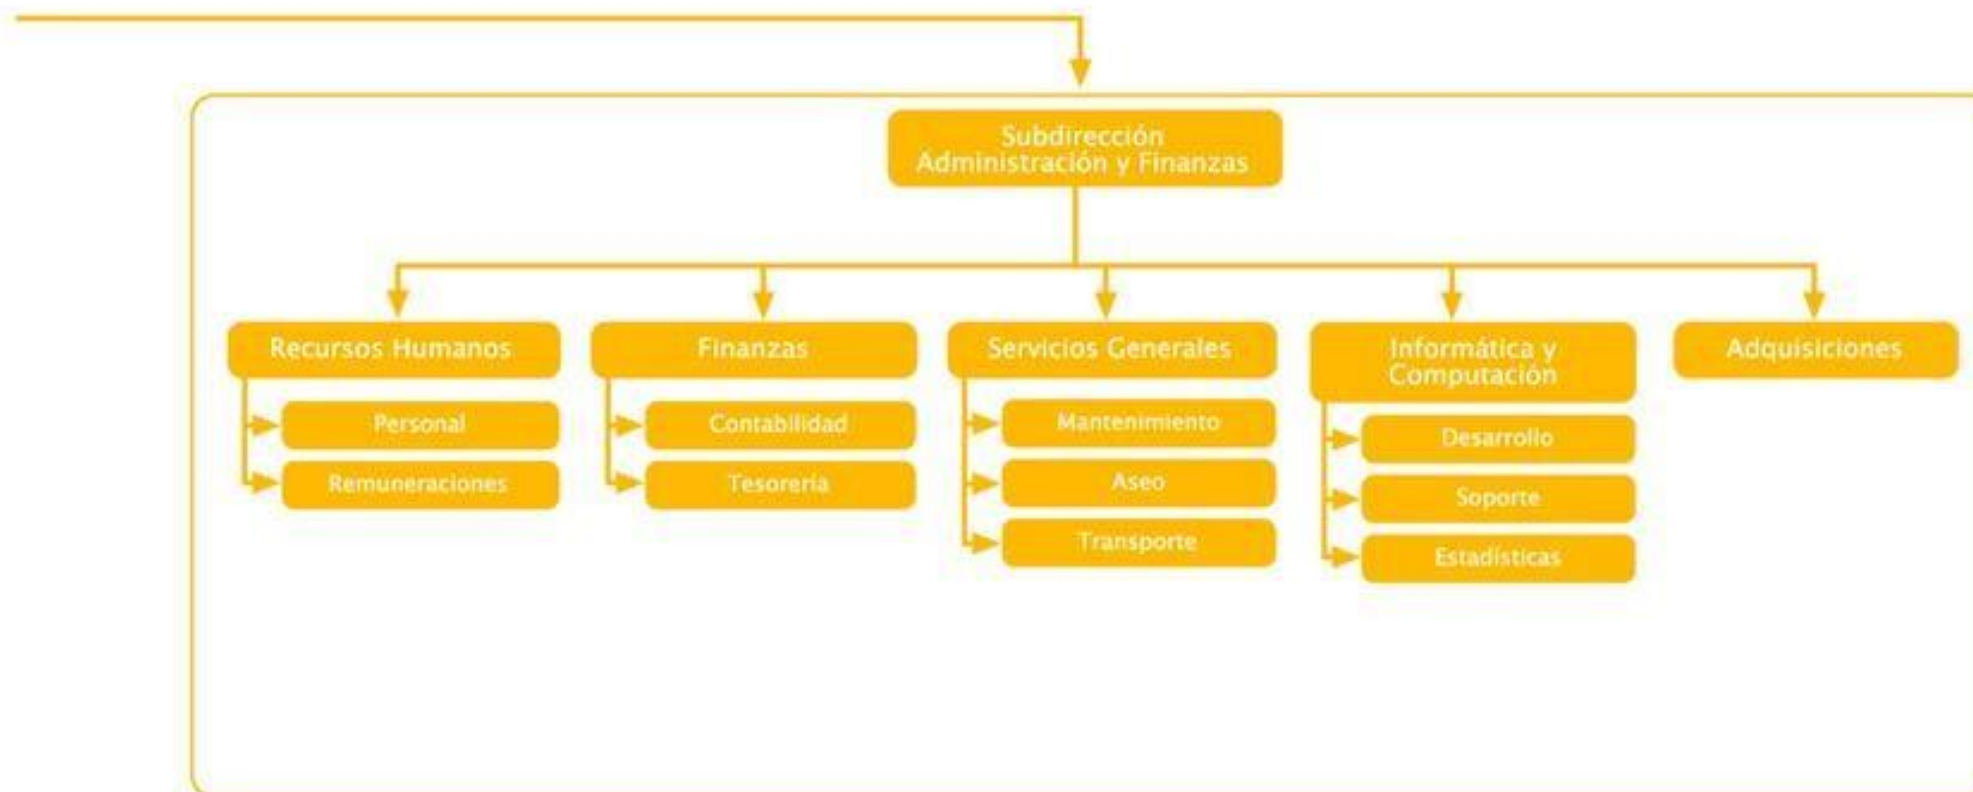 Subdirección
Administración y Finanzas
Recursos Humanos
Personal
Remuneraciones
Finanzas
Contabilidad
Tesorería
Servicios Generales
Mantenimiento
Aseo
Transporte
Informática y
Computación
Desarrollo
Soporte
Estadísticas
Adquisiciones